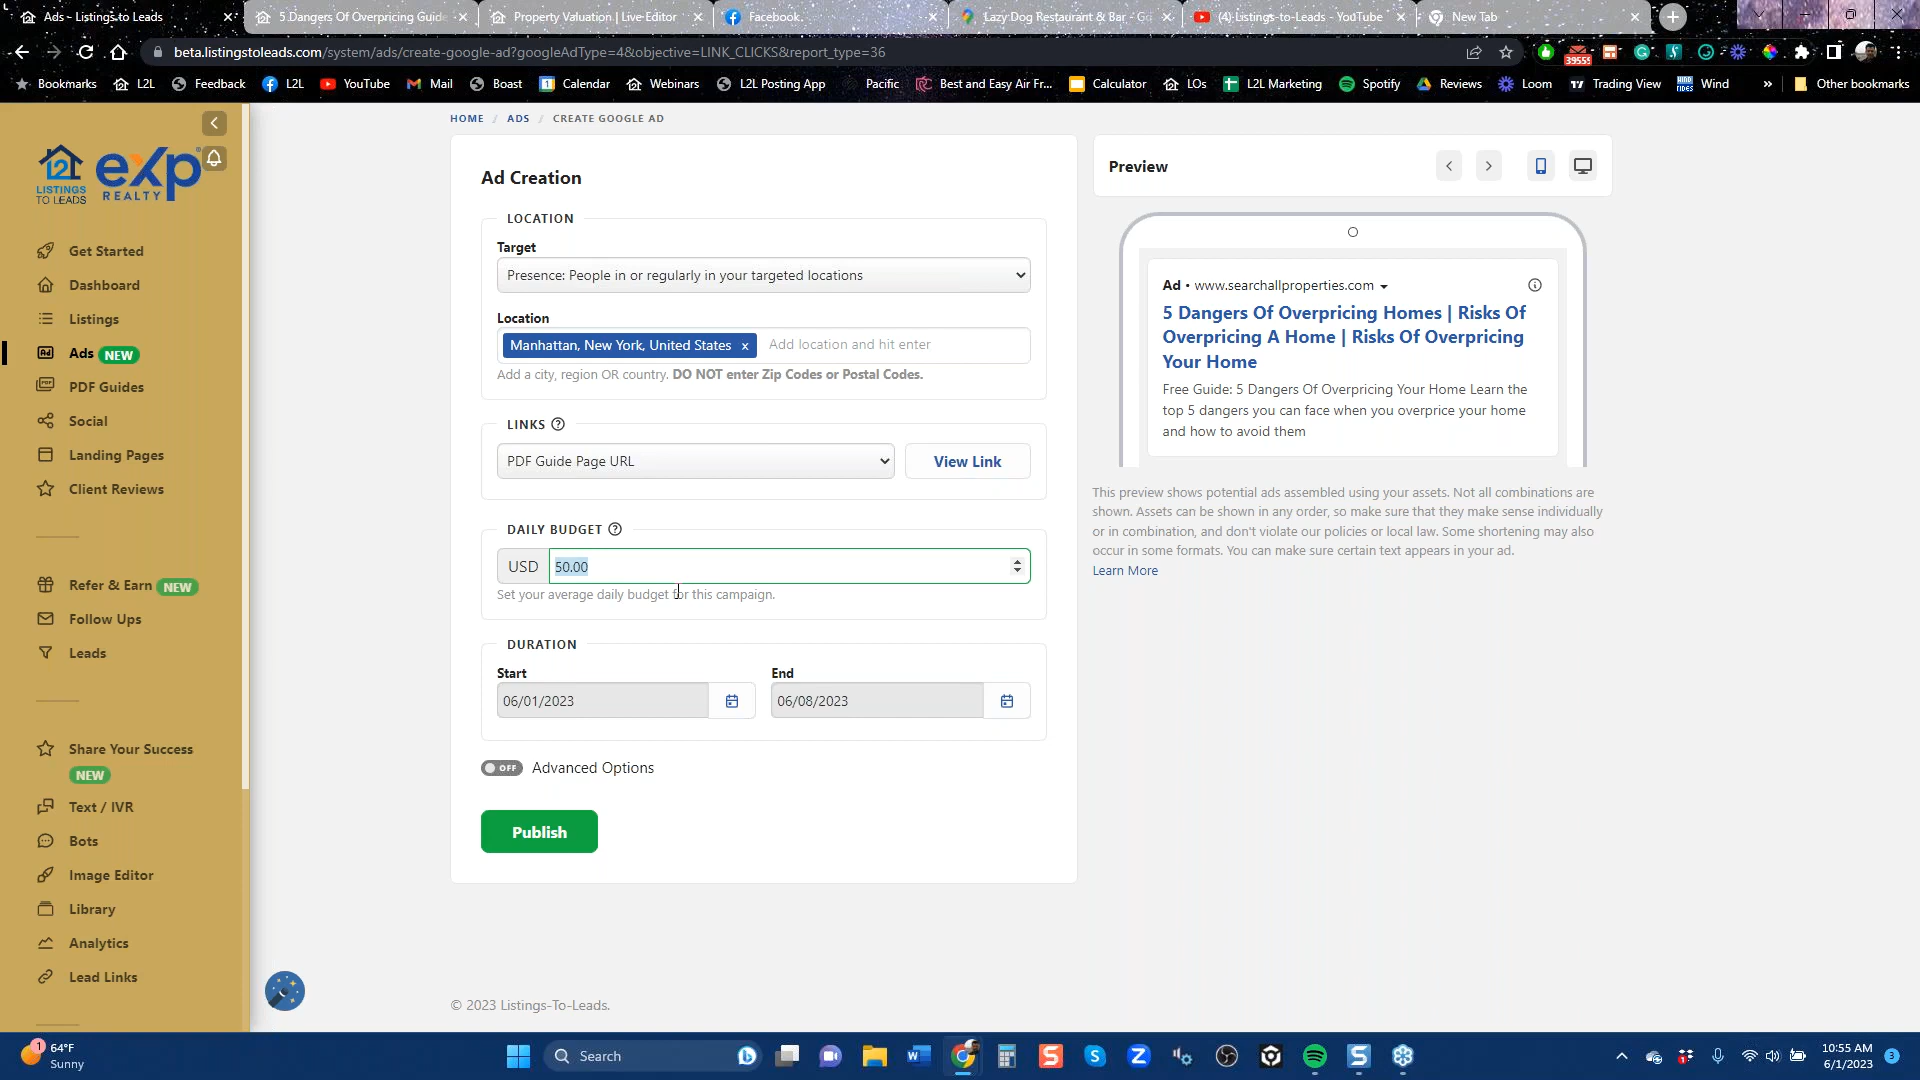 Ads - Listings to Leads
5 Dangers Of Overpricing Guide
Property Valuation | Live Editor
Facebook
Lazy Dog Restaurant & Bar - Go
(4) Listings-to-Leads - YouTube
New Tab
beta.listingstoleads.com/system/ads/create-google-ad?googleAdType=4&objective=LINK_CLICKS&report_type=36
39555
Bookmarks
L2L
Feedback
L2L
YouTube
Mail
Boast
Calendar
Webinars
L2L Posting App
Pacific
Best and Easy Air Fr...
Calculator
LOs
L2L Marketing
Spotify
Reviews
Loom
Trading View
Wind
Other bookmarks
L2L
LISTINGS
TO LEADS
eXp
REALTY
Get Started
Dashboard
Listings
Ads NEW
PDF Guides
Social
Landing Pages
Client Reviews
Refer & Earn NEW
Follow Ups
Leads
Share Your Success
NEW
Text / IVR
Bots
Image Editor
Library
Analytics
Lead Links
HOME / ADS / CREATE GOOGLE AD
Ad Creation
LOCATION
Target
Presence: People in or regularly in your targeted locations
Location
Manhattan, New York, United States x Add location and hit enter
Add a city, region OR country. DO NOT enter Zip Codes or Postal Codes.
LINKS ?
PDF Guide Page URL
View Link
DAILY BUDGET ?
USD 50.00
Set your average daily budget for this campaign.
DURATION
Start
06/01/2023
End
06/08/2023
OFF Advanced Options
Publish
© 2023 Listings-To-Leads.
Preview
Ad • www.searchallproperties.com
5 Dangers Of Overpricing Homes | Risks Of
Overpricing A Home | Risks Of Overpricing
Your Home
Free Guide: 5 Dangers Of Overpricing Your Home Learn the
top 5 dangers you can face when you overprice your home
and how to avoid them
This preview shows potential ads assembled using your assets. Not all combinations are
shown. Assets can be shown in any order, so make sure that they make sense individually
or in combination, and don't violate our policies or local law. Some shortening may also
occur in some formats. You can make sure certain text appears in your ad.
Learn More
1
64°F
Sunny
Search
10:55 AM
6/1/2023
3